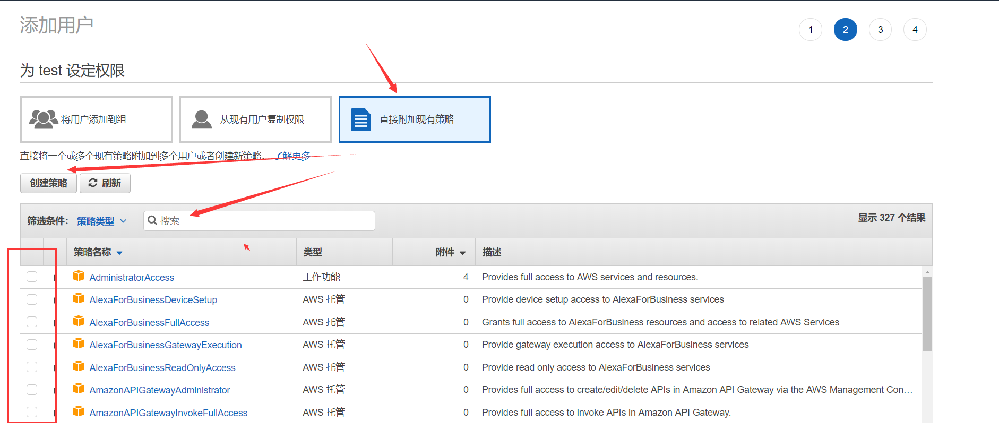 添加用户
1 2 3 4
为 test 设定权限
将用户添加到组 从现有用户复制权限 直接附加现有策略
直接将一个或多个现有策略附加到多个用户或者创建新策略。 了解更多
创建策略 刷新
筛选条件: 策略类型 搜索 显示 327 个结果
策略名称 类型 附件 描述
AdministratorAccess 工作功能 4 Provides full access to AWS services and resources.
AlexaForBusinessDeviceSetup AWS 托管 0 Provide device setup access to AlexaForBusiness services
AlexaForBusinessFullAccess AWS 托管 0 Grants full access to AlexaForBusiness resources and access to related AWS Services
AlexaForBusinessGatewayExecution AWS 托管 0 Provide gateway execution access to AlexaForBusiness services
AlexaForBusinessReadOnlyAccess AWS 托管 0 Provide read only access to AlexaForBusiness services
AmazonAPIGatewayAdministrator AWS 托管 0 Provides full access to create/edit/delete APIs in Amazon API Gateway via the AWS Management Con…
AmazonAPIGatewayInvokeFullAccess AWS 托管 0 Provides full access to invoke APIs in Amazon API Gateway.